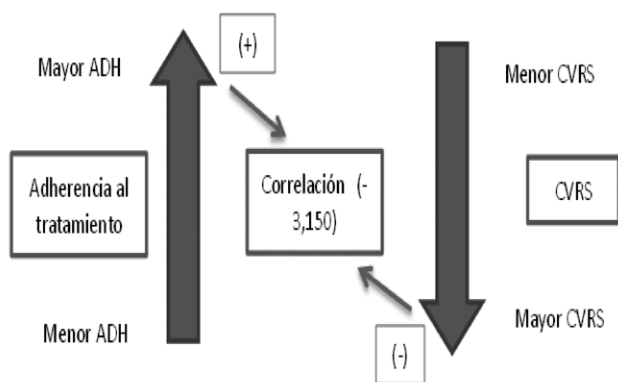 (+)
Mayor ADH
Menor CVRS
Adherencia al
tratamiento
Correlación (-
3,150)
CVRS
Menor ADH
Mayor CVRS
(-)